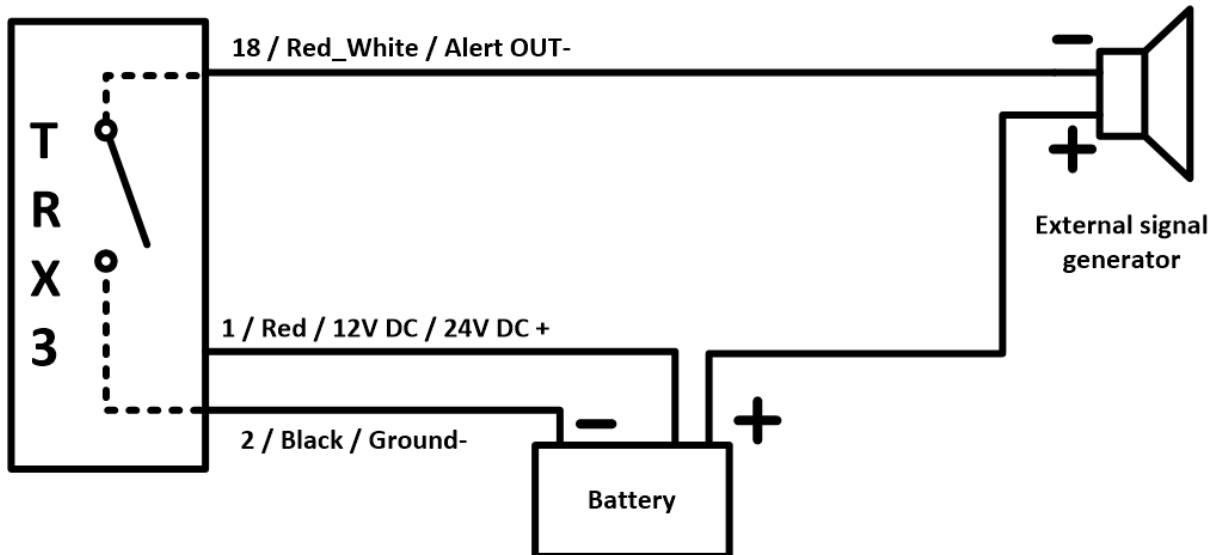 18 / Red_White / Alert OUT-
-
+
T
R
X
3
External signal
generator
1 / Red / 12V DC / 24V DC +
2 / Black / Ground-
-
+
Battery